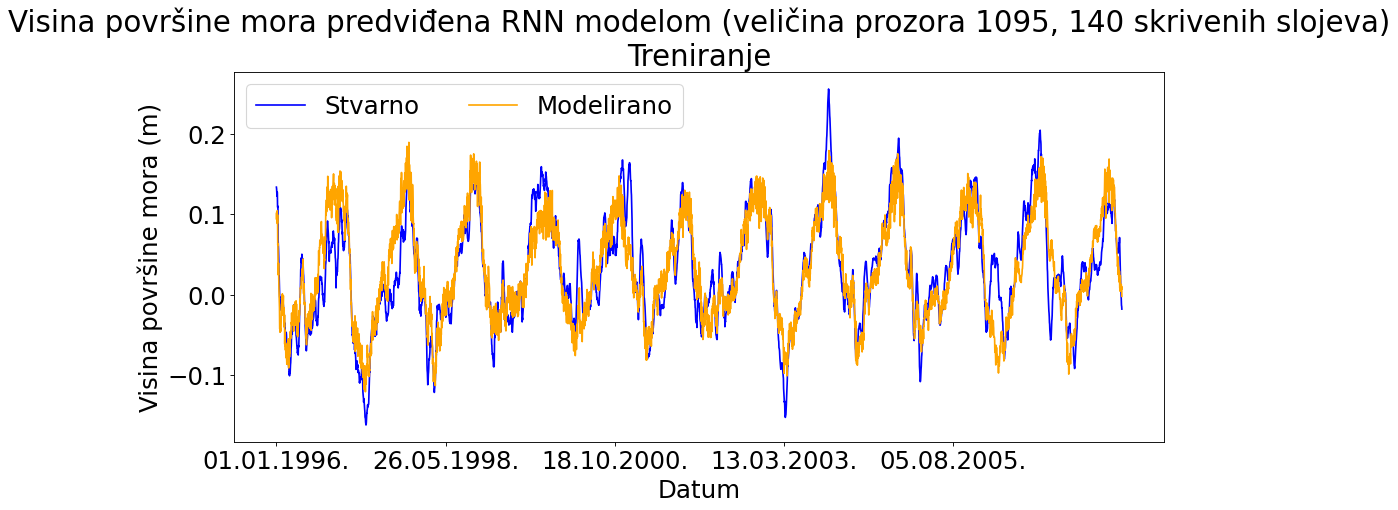 Visina površine mora predviđena RNN modelom (veličina prozora 1095, 140 skrivenih slojeva)
Treniranje
Stvarno
Modelirano
Visina površine mora (m)
0.2
0.1
0.0
−0.1
01.01.1996.
26.05.1998.
18.10.2000.
13.03.2003.
05.08.2005.
Datum